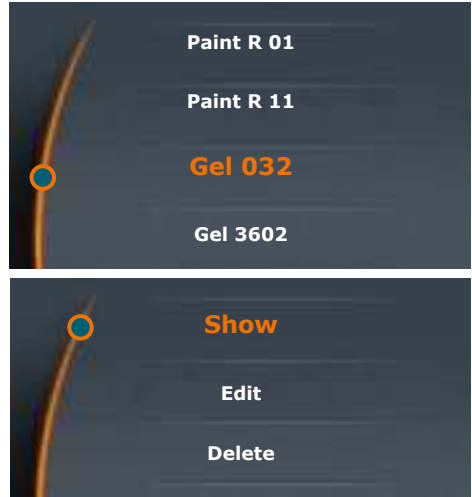 Paint R 01
Paint R 11
Gel 032
Gel 3602
Show
Edit
Delete